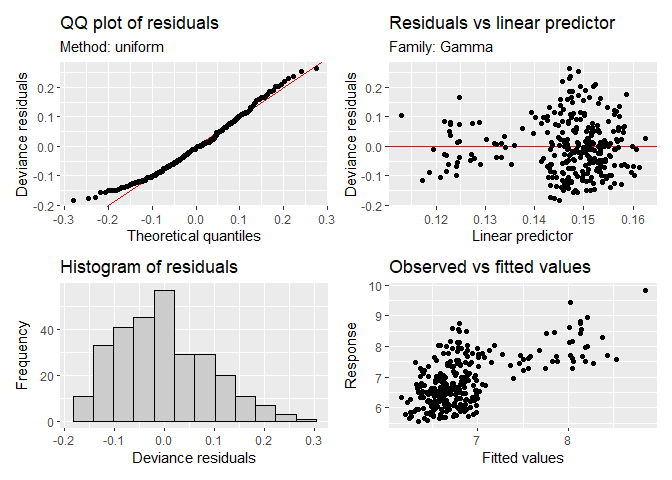 QQ plot of residuals
Method: uniform
Deviance residuals
0.2
0.1
0.0
-0.1
-0.2
-0.3 -0.2 -0.1 0.0 0.1 0.2 0.3
Theoretical quantiles
Residuals vs linear predictor
Family: Gamma
Deviance residuals
0.2
0.1
0.0
-0.1
-0.2
0.12 0.13 0.14 0.15 0.16
Linear predictor
Histogram of residuals
Frequency
40
20
0
-0.2 -0.1 0.0 0.1 0.2 0.3
Deviance residuals
Observed vs fitted values
Response
10
9
8
7
6
7 8
Fitted values